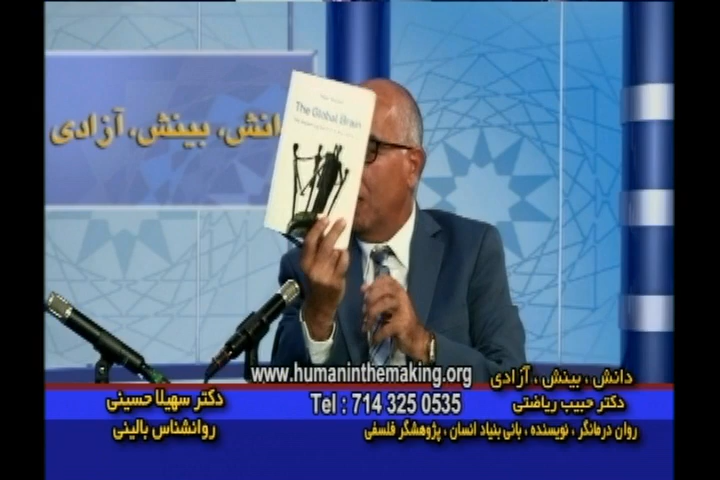 دانش، بینش، آزادی
The Global Brain
www.humaninthemaking.org
دانش ، بینش ، آزادی
دکتر سهیلا حسینی
Tel : 714 325 0535
دکتر حبیب ریاضتی
روانشناس بالینی
روان درمانگر ، نویسنده ، بانی بنیاد انسان ، پژوهشگر فلسفی